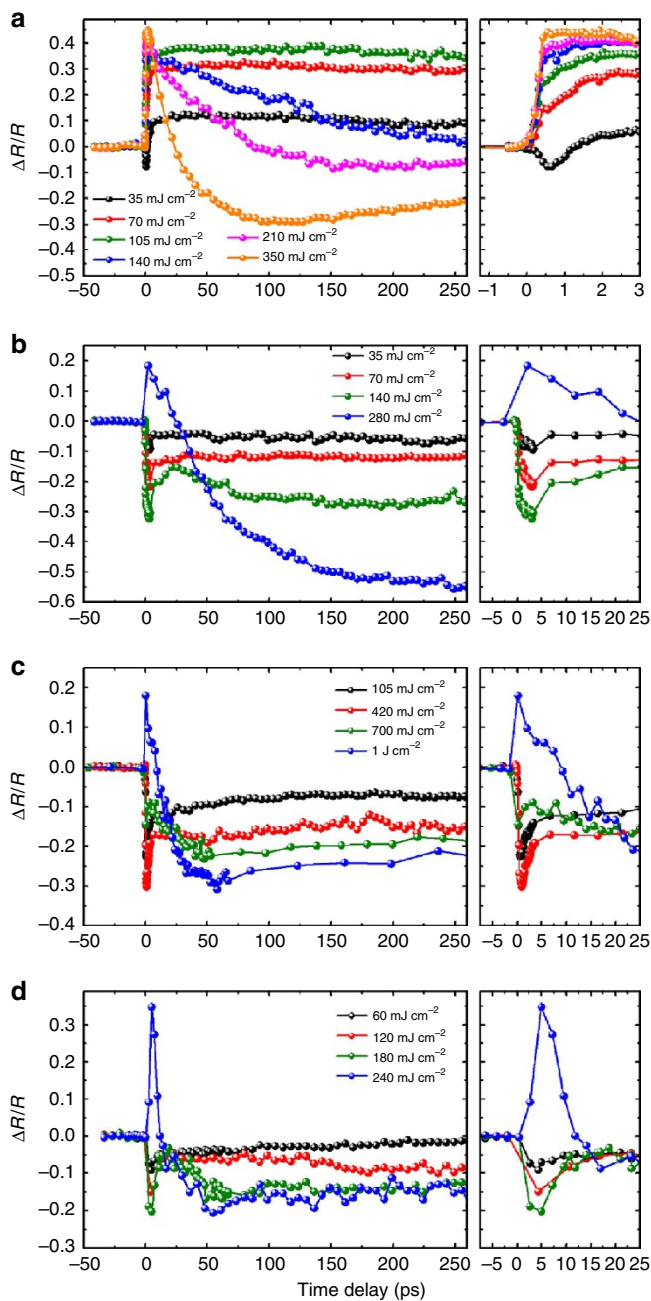 a
0.4
0.3
0.2
0.1
0.0
−0.1
−0.2
−0.3
−0.4
−0.5
ΔR/R
35 mJ cm−2
70 mJ cm−2
105 mJ cm−2
140 mJ cm−2
210 mJ cm−2
350 mJ cm−2
−50 0 50 100 150 200 250
−1 0 1 2 3
b
0.2
0.1
0.0
−0.1
−0.2
−0.3
−0.4
−0.5
−0.6
ΔR/R
35 mJ cm−2
70 mJ cm−2
140 mJ cm−2
280 mJ cm−2
−50 0 50 100 150 200 250
−5 0 5 10 15 20 25
c
0.2
0.1
0.0
−0.1
−0.2
−0.3
−0.4
ΔR/R
105 mJ cm−2
420 mJ cm−2
700 mJ cm−2
1 J cm−2
−50 0 50 100 150 200 250
−5 0 5 10 15 20 25
d
0.3
0.2
0.1
0.0
−0.1
−0.2
−0.3
ΔR/R
60 mJ cm−2
120 mJ cm−2
180 mJ cm−2
240 mJ cm−2
−50 0 50 100 150 200 250
−5 0 5 10 15 20 25
Time delay (ps)